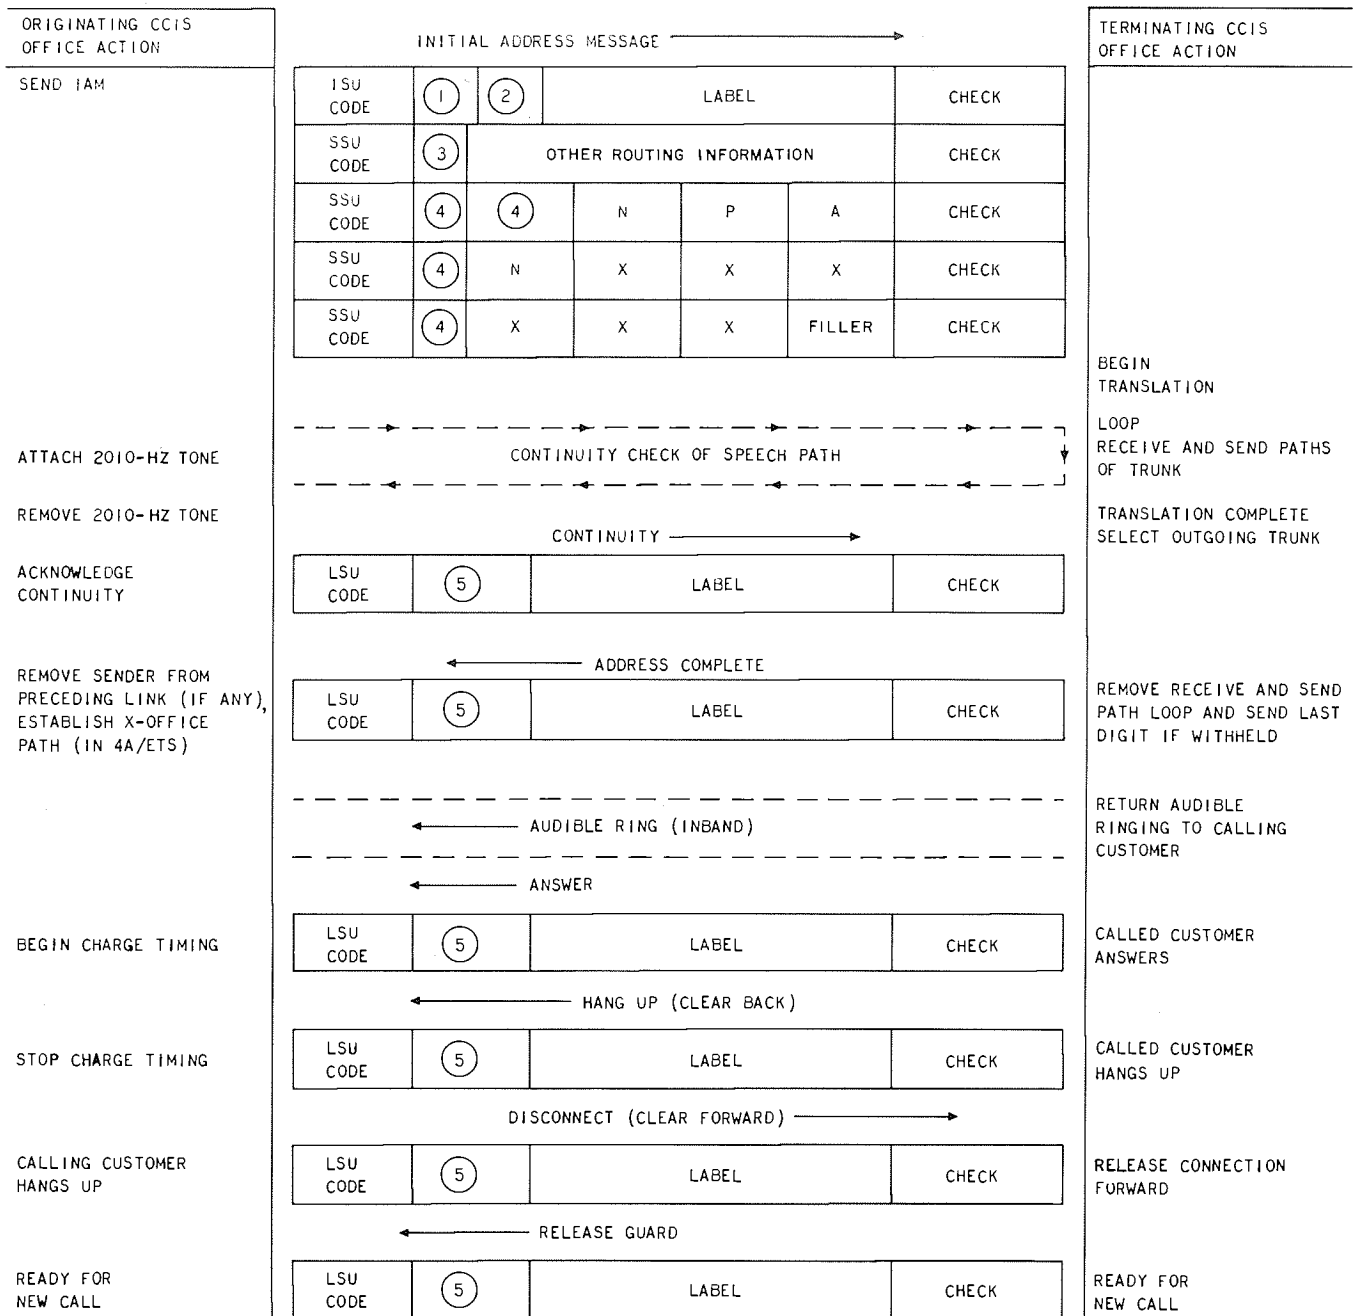 ORIGINATING CCIS
OFFICE ACTION
INITIAL ADDRESS MESSAGE
TERMINATING CCIS
OFFICE ACTION
SEND IAM
ISU
CODE
1
2
LABEL
CHECK
SSU
CODE
3
OTHER ROUTING INFORMATION
CHECK
SSU
CODE
4
4
N
P
A
CHECK
SSU
CODE
4
N
X
X
X
CHECK
SSU
CODE
4
X
X
X
FILLER
CHECK
BEGIN
TRANSLATION
ATTACH 2010-HZ TONE
CONTINUITY CHECK OF SPEECH PATH
LOOP
RECEIVE AND SEND PATHS
OF TRUNK
REMOVE 2010-HZ TONE
CONTINUITY
TRANSLATION COMPLETE
SELECT OUTGOING TRUNK
ACKNOWLEDGE
CONTINUITY
LSU
CODE
5
LABEL
CHECK
ADDRESS COMPLETE
REMOVE SENDER FROM
PRECEDING LINK (IF ANY),
ESTABLISH X-OFFICE
PATH (IN 4A/ETS)
LSU
CODE
5
LABEL
CHECK
REMOVE RECEIVE AND SEND
PATH LOOP AND SEND LAST
DIGIT IF WITHHELD
AUDIBLE RING (INBAND)
RETURN AUDIBLE
RINGING TO CALLING
CUSTOMER
ANSWER
BEGIN CHARGE TIMING
LSU
CODE
5
LABEL
CHECK
CALLED CUSTOMER
ANSWERS
HANG UP (CLEAR BACK)
STOP CHARGE TIMING
LSU
CODE
5
LABEL
CHECK
CALLED CUSTOMER
HANGS UP
DISCONNECT (CLEAR FORWARD)
CALLING CUSTOMER
HANGS UP
LSU
CODE
5
LABEL
CHECK
RELEASE CONNECTION
FORWARD
RELEASE GUARD
READY FOR
NEW CALL
LSU
CODE
5
LABEL
CHECK
READY FOR
NEW CALL